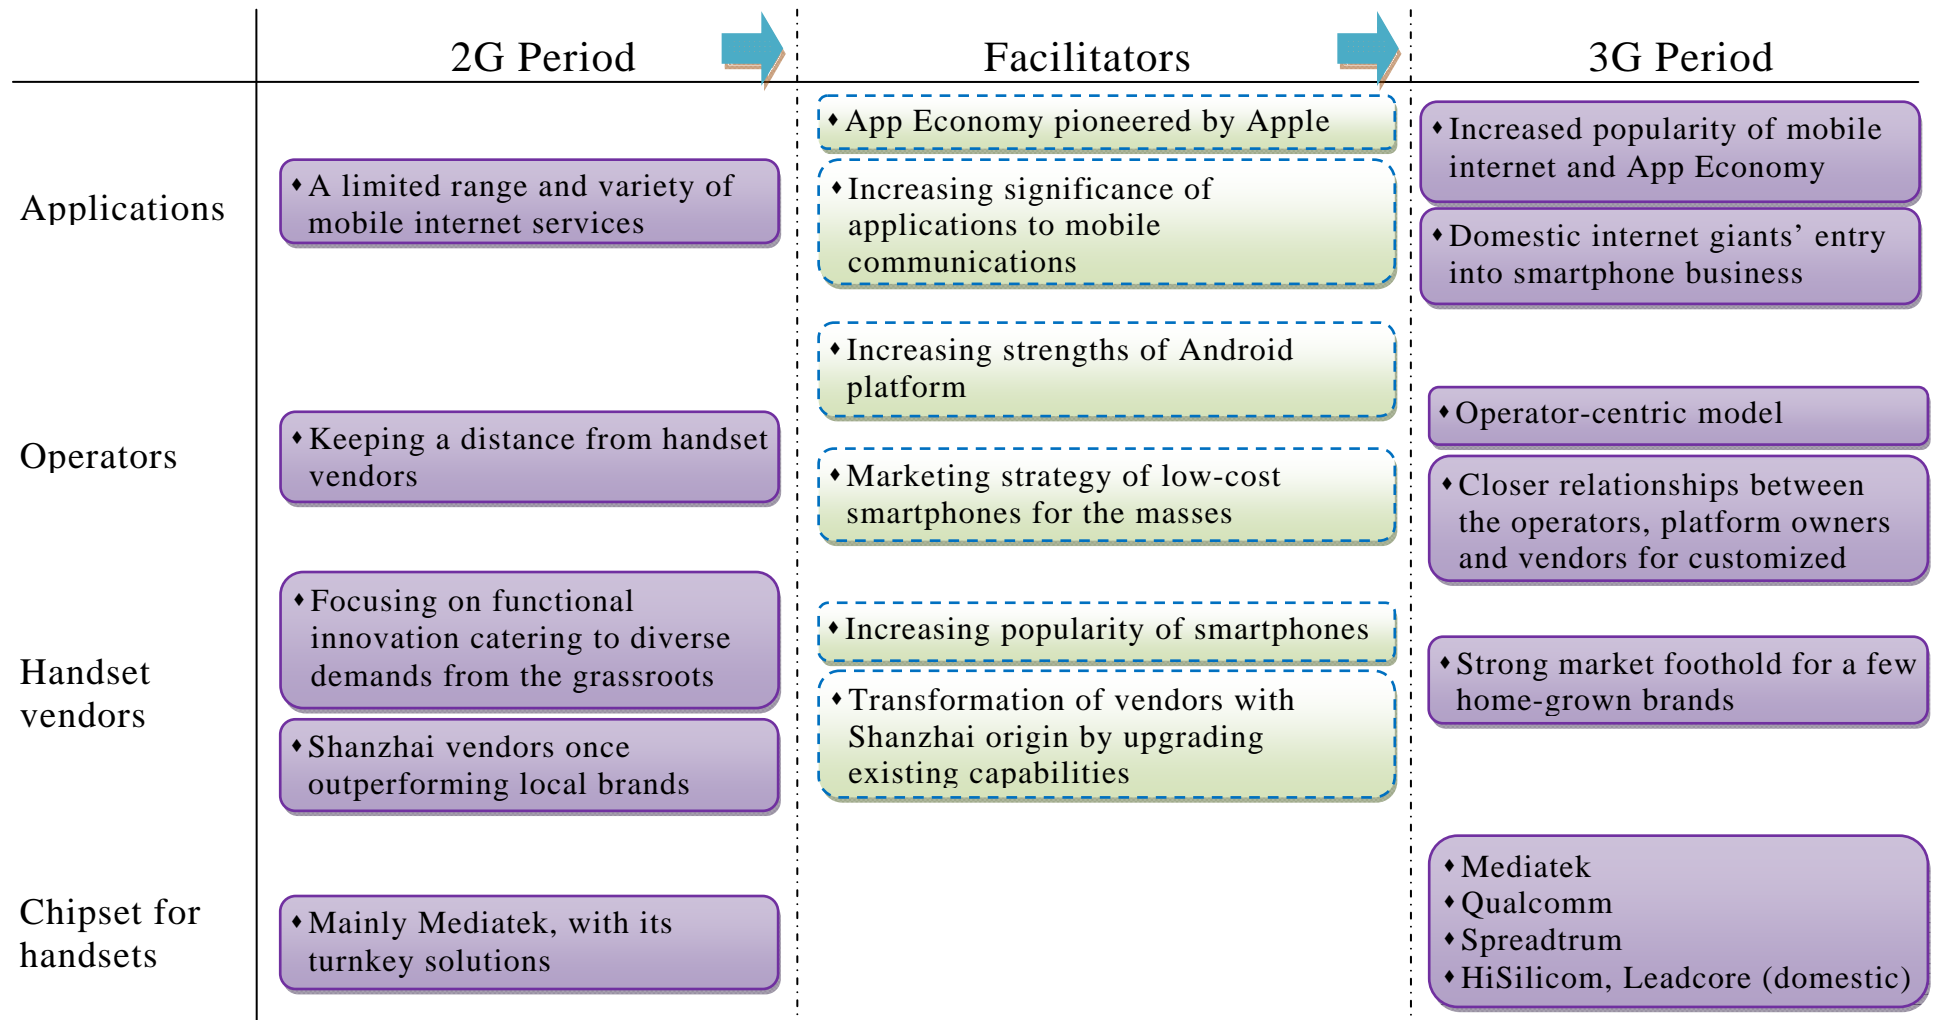 2G Period
Facilitators
3G Period
Applications
♦ A limited range and variety of
mobile internet services
♦ App Economy pioneered by Apple
♦ Increasing significance of
applications to mobile
communications
♦ Increased popularity of mobile
internet and App Economy
♦ Domestic internet giants’ entry
into smartphone business
Operators
♦ Keeping a distance from handset
vendors
♦ Increasing strengths of Android
platform
♦ Marketing strategy of low-cost
smartphones for the masses
♦ Operator-centric model
♦ Closer relationships between
the operators, platform owners
and vendors for customized
Handset
vendors
♦ Focusing on functional
innovation catering to diverse
demands from the grassroots
♦ Shanzhai vendors once
outperforming local brands
♦ Increasing popularity of smartphones
♦ Transformation of vendors with
Shanzhai origin by upgrading
existing capabilities
♦ Strong market foothold for a few
home-grown brands
Chipset for
handsets
♦ Mainly Mediatek, with its
turnkey solutions
♦ Mediatek
♦ Qualcomm
♦ Spreadtrum
♦ HiSilicom, Leadcore (domestic)